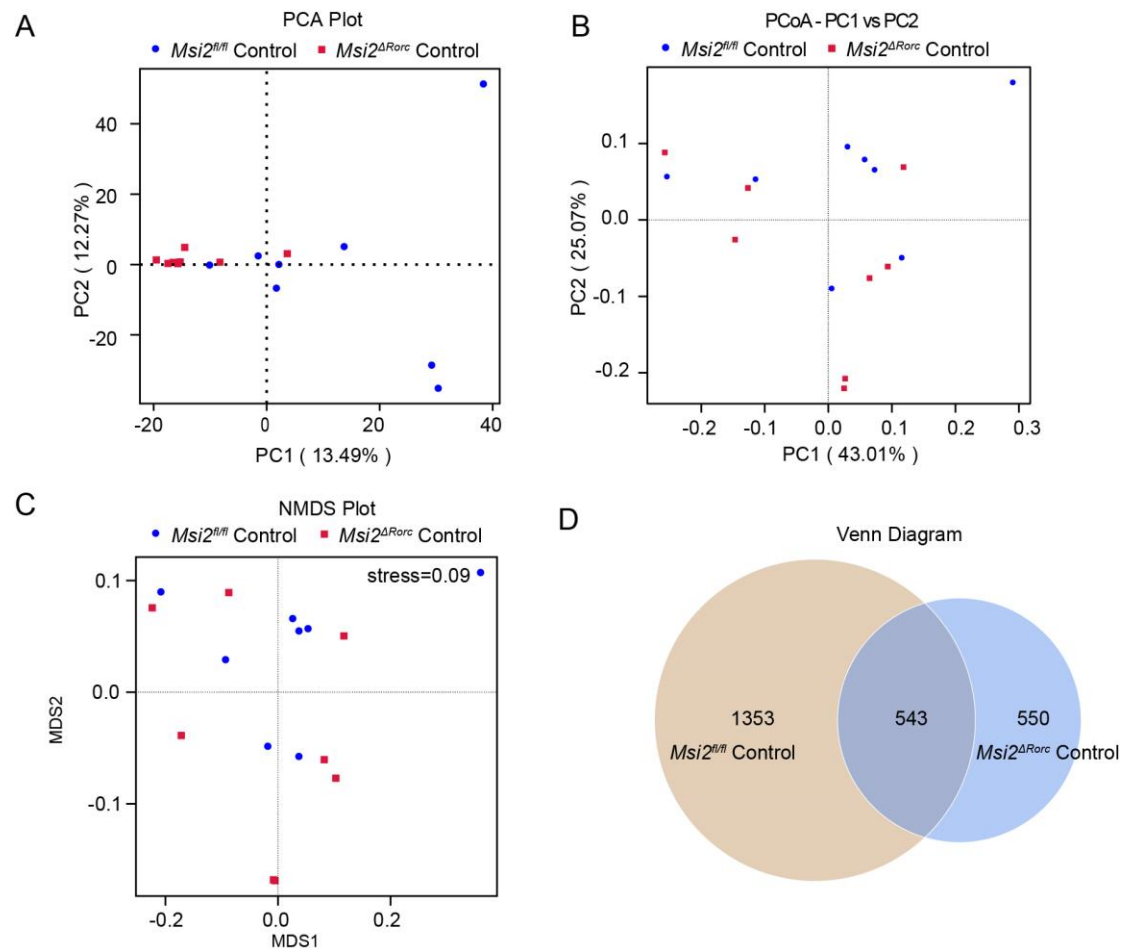 A
PCA Plot
Msi2fl/fl Control Msi2ΔRorc Control
PC2 ( 12.27%)
40
20
0
-20
-20 0 20 40
PC1 ( 13.49%)
B
PCoA - PC1 vs PC2
Msi2fl/fl Control Msi2ΔRorc Control
PC2 ( 25.07%)
0.1
0.0
-0.1
-0.2
-0.2 -0.1 0.0 0.1 0.2 0.3
PC1 ( 43.01%)
C
NMDS Plot
Msi2fl/fl Control Msi2ΔRorc Control
stress=0.09
MDS2
0.1
0.0
-0.1
-0.2 0.0 0.2
MDS1
D
Venn Diagram
1353 543 550
Msi2fl/fl Control Msi2ΔRorc Control